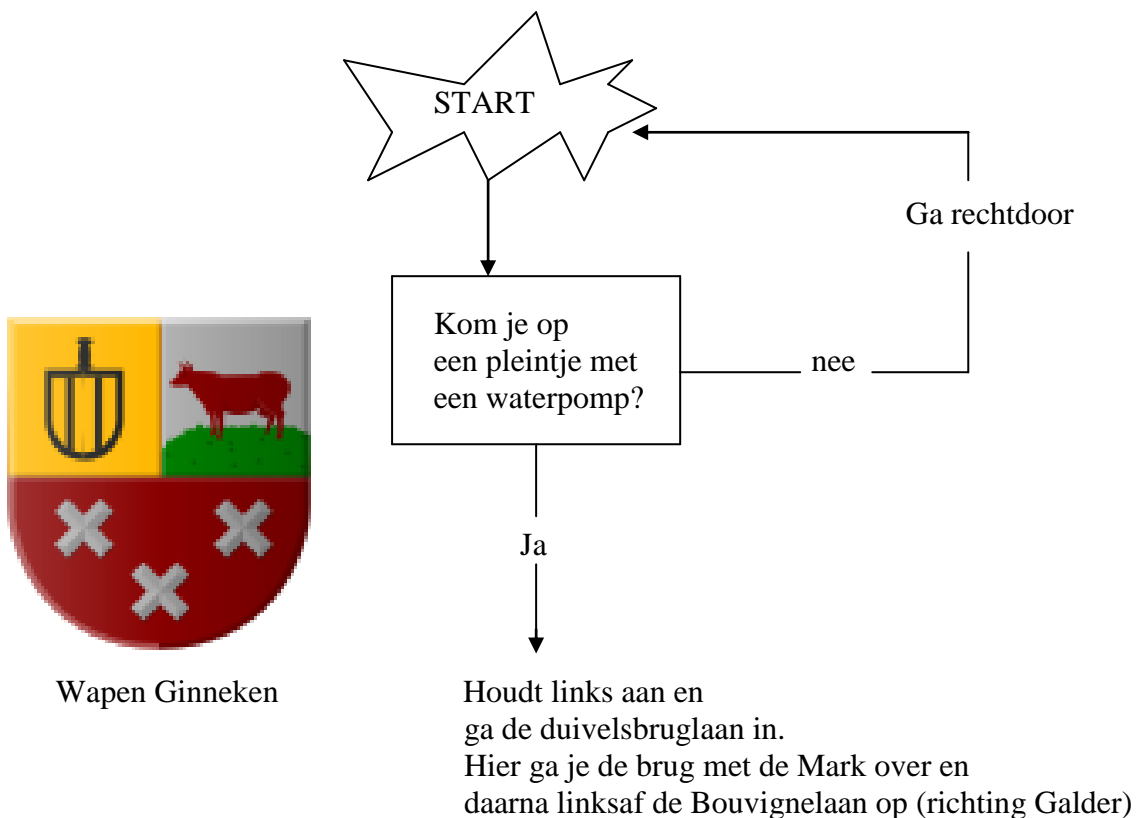 START
Ga rechtdoor
Kom je op
een pleintje met
een waterpomp?
nee
Ja
Wapen Ginneken
Houdt links aan en
ga de duivelsbruglaan in.
Hier ga je de brug met de Mark over en
daarna linksaf de Bouvignelaan op (richting Galder)